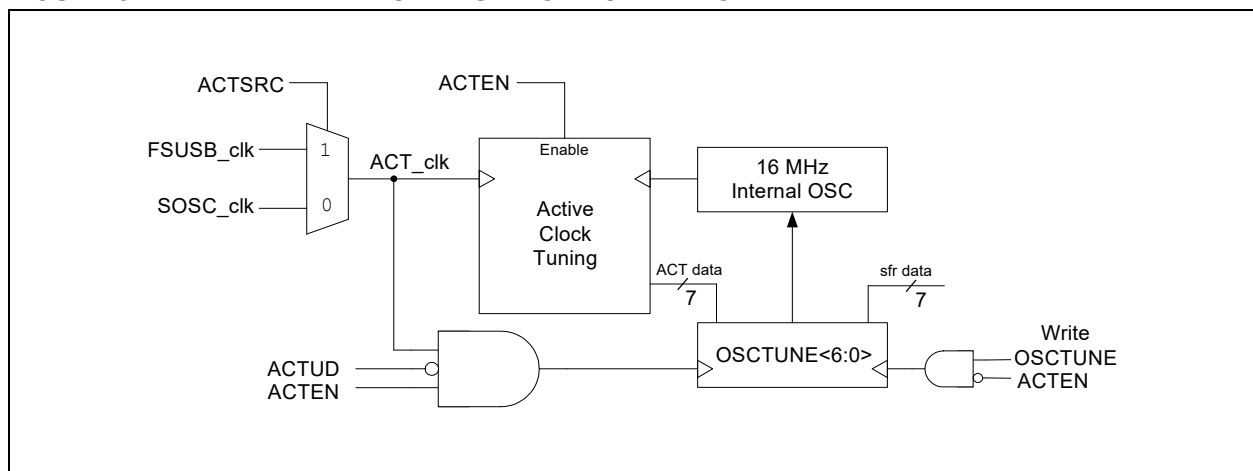 ACTSRC
ACTEN
FSUSB_clk
1
ACT_clk
Enable
16 MHz
Internal OSC
SOSC_clk
0
Active
Clock
Tuning
ACT data
7
sfr data
7
OSCTUNE<6:0>
Write
OSCTUNE
ACTEN
ACTUD
ACTEN